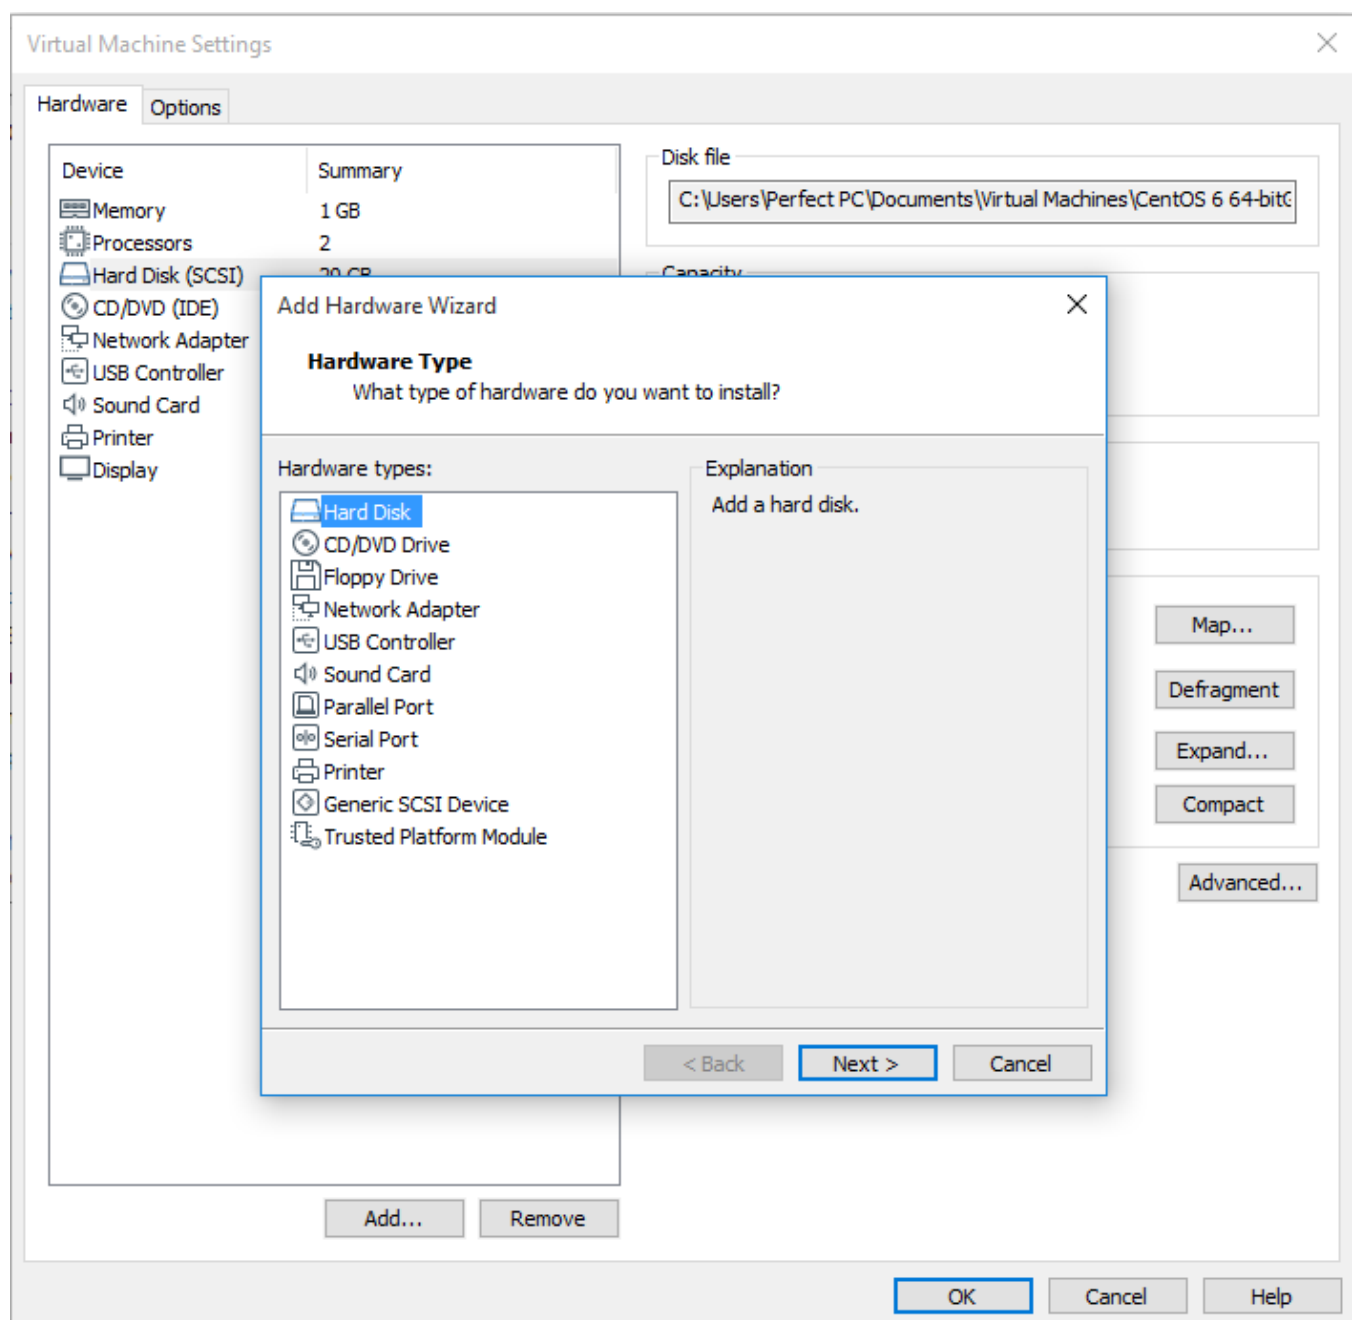 Virtual Machine Settings
Hardware Options
Device Summary
Memory 1 GB
Processors 2
Hard Disk (SCSI) 20 GB
CD/DVD (IDE)
Network Adapter
USB Controller
Sound Card
Printer
Display
Add... Remove
Disk file
C:\Users\Perfect PC\Documents\Virtual Machines\CentOS 6 64-bit
Capacity
Map...
Defragment
Expand...
Compact
Advanced...
Add Hardware Wizard
Hardware Type
What type of hardware do you want to install?
Hardware types:
Hard Disk
CD/DVD Drive
Floppy Drive
Network Adapter
USB Controller
Sound Card
Parallel Port
Serial Port
Printer
Generic SCSI Device
Trusted Platform Module
Explanation
Add a hard disk.
< Back Next > Cancel
OK Cancel Help